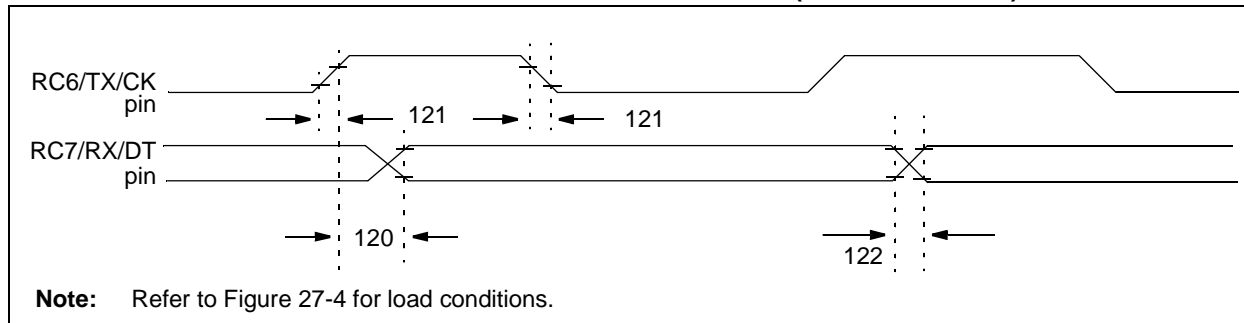 RC6/TX/CK
pin
121
121
RC7/RX/DT
pin
120
122
Note: Refer to Figure 27-4 for load conditions.